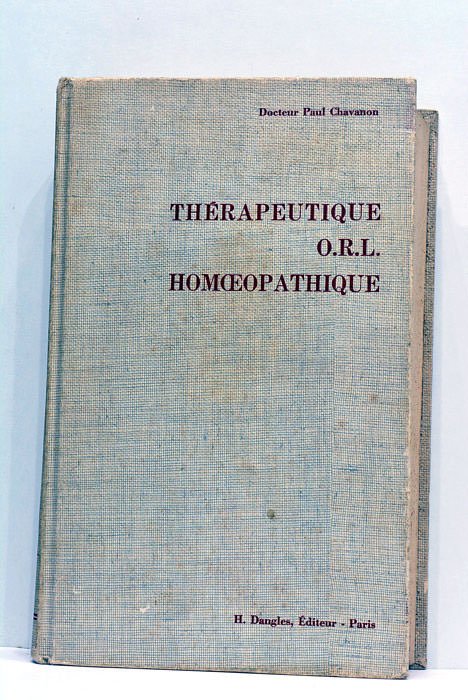 Docteur Paul Chavanon
THÉRAPEUTIQUE
O.R.L.
HOMŒOPATHIQUE
H. Dangles, Éditeur - Paris